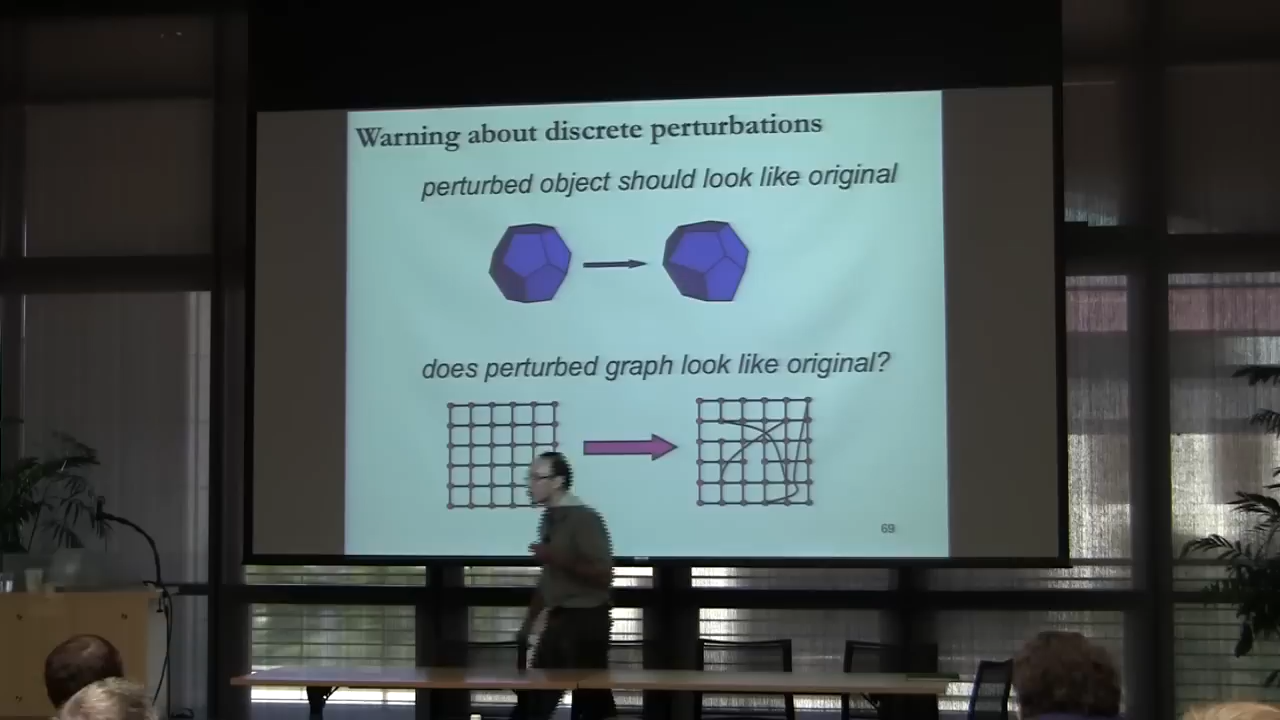 Warning about discrete perturbations
perturbed object should look like original
does perturbed graph look like original?
69